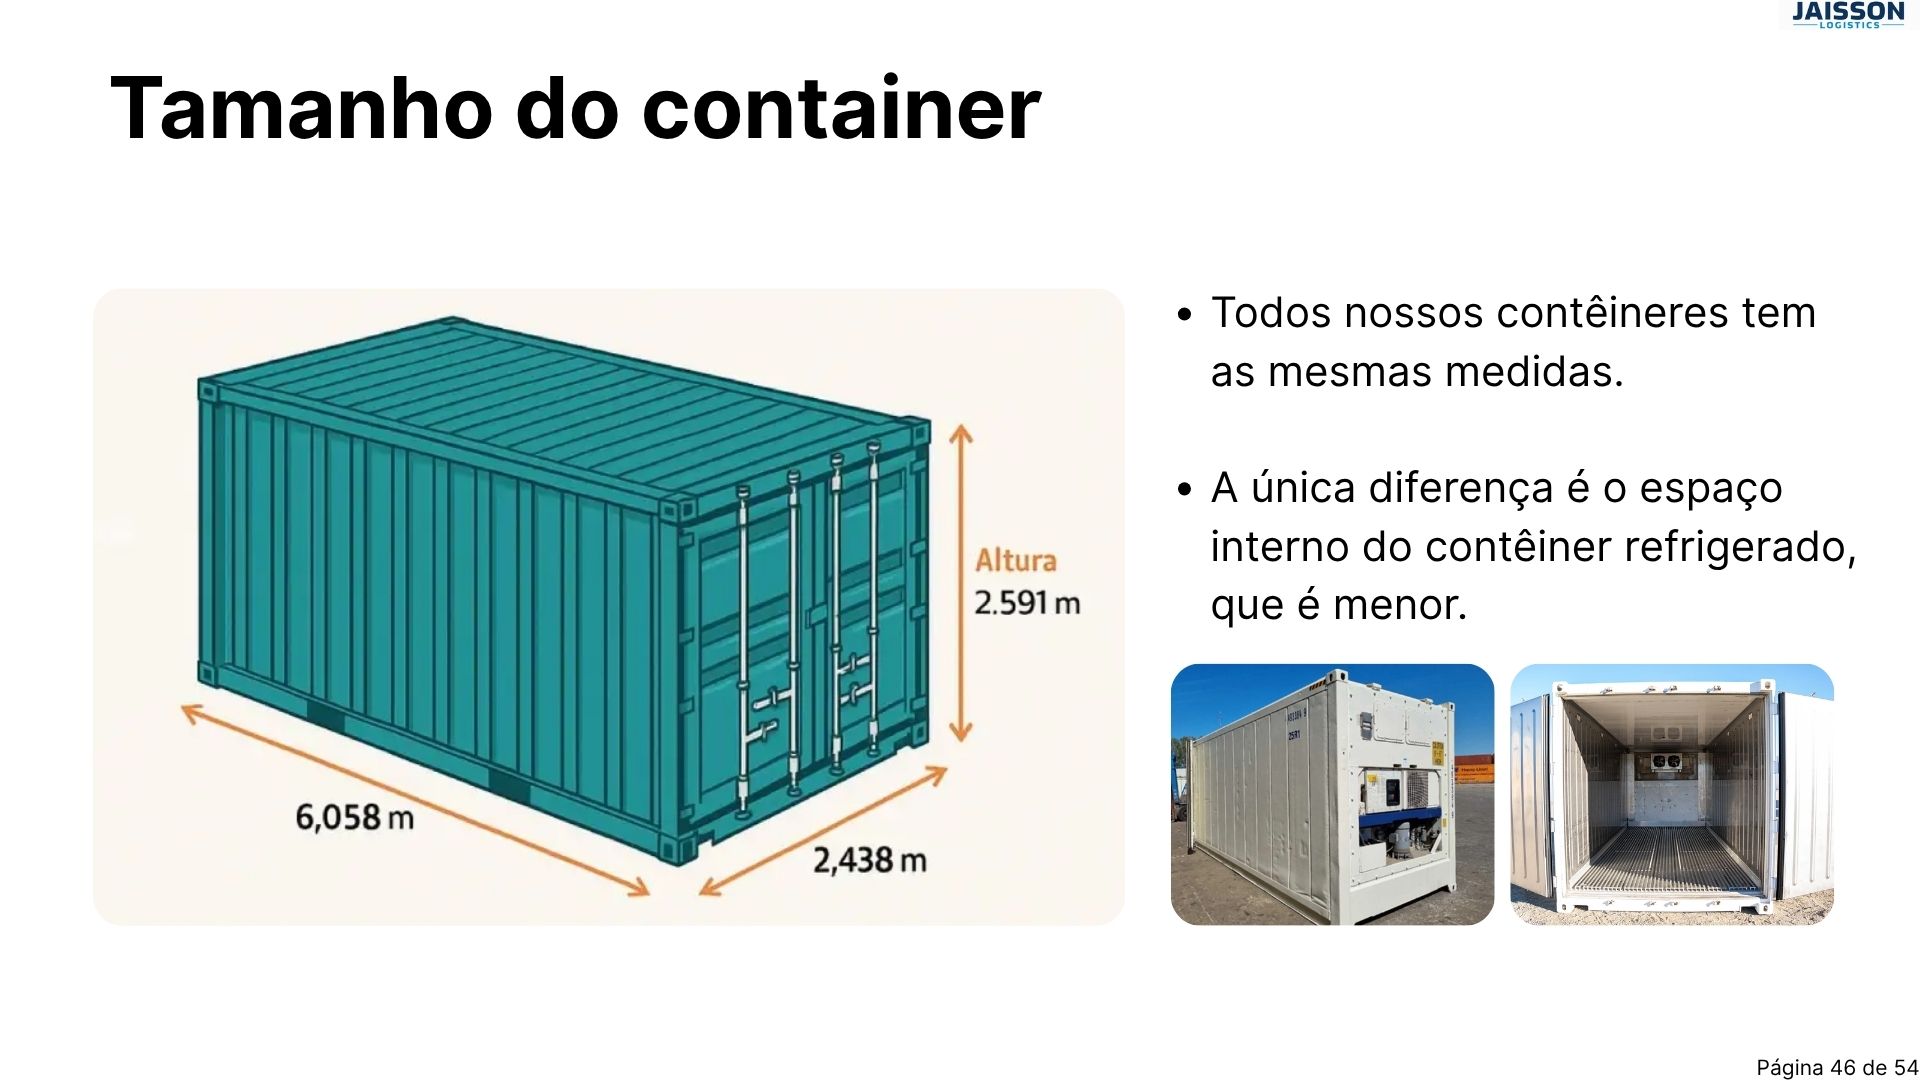 JAISSON
LOGISTICS
Tamanho do container
Todos nossos contêineres tem
as mesmas medidas.
A única diferença é o espaço
interno do contêiner refrigerado,
que é menor.
Altura
2.591 m
6,058 m
2,438 m
25R1
Página 46 de 54